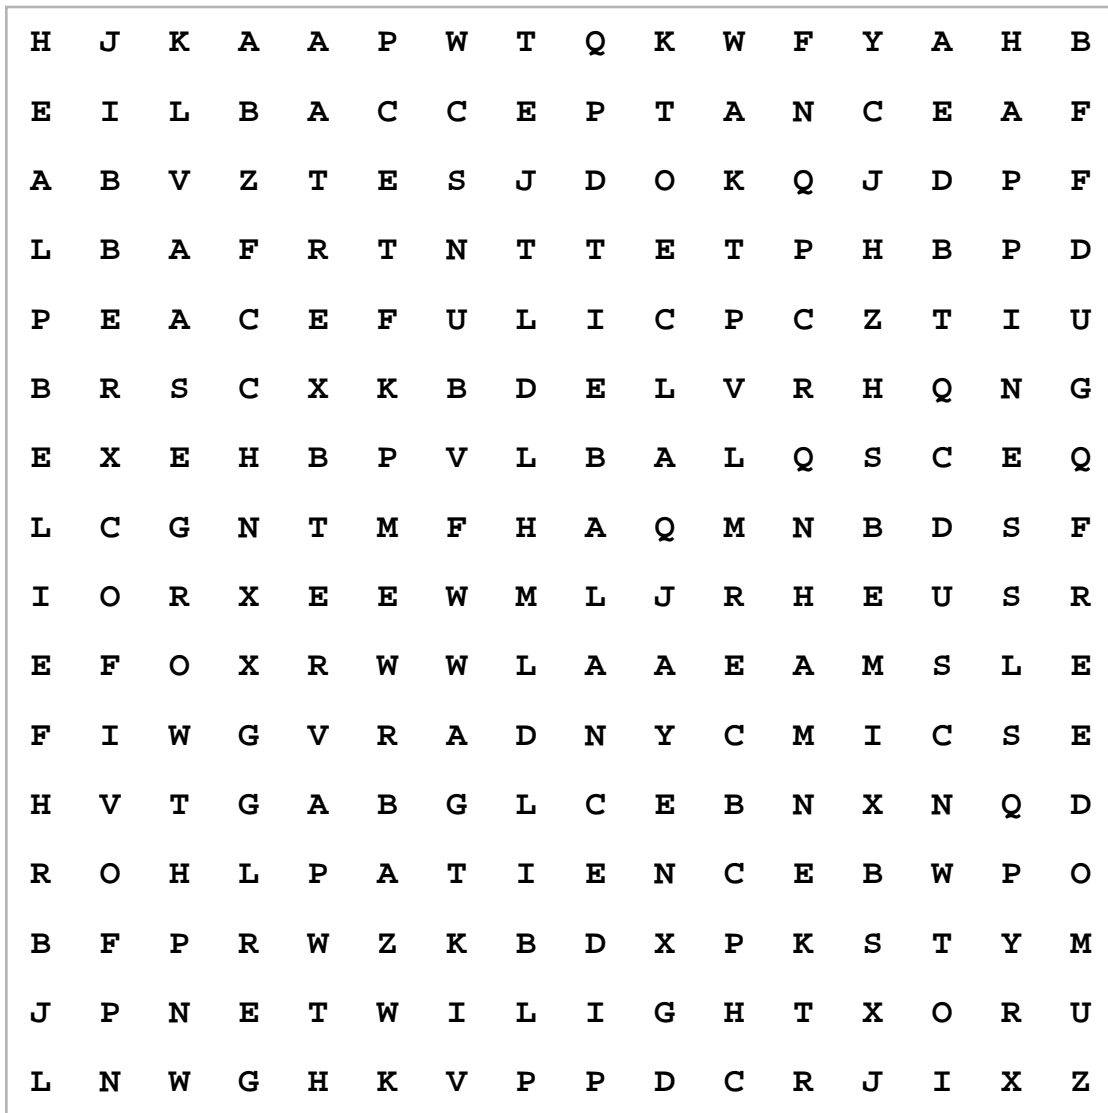 H J K A A P W T Q K W F Y A H B
E I L B A C C E P T A N C E A F
A B V Z T E S J D O K Q J D P F
L B A F R T N T T E T P H B P D
P E A C E F U L I C P C Z T I U
B R S C X K B D E L V R H Q N G
E X E H B P V L B A L Q S C E Q
L C G N T M F H A Q M N B D S F
I O R X E E W M L J R H E U S R
E F O X R W W L A A E A M S L E
F I W G V R A D N Y C M I C S E
H V T G A B G L C E B N X N Q D
R O H L P A T I E N C E B W P O
B F P R W Z K B D X P K S T Y M
J P N E T W I L I G H T X O R U
L N W G H K V P P D C R J I X Z